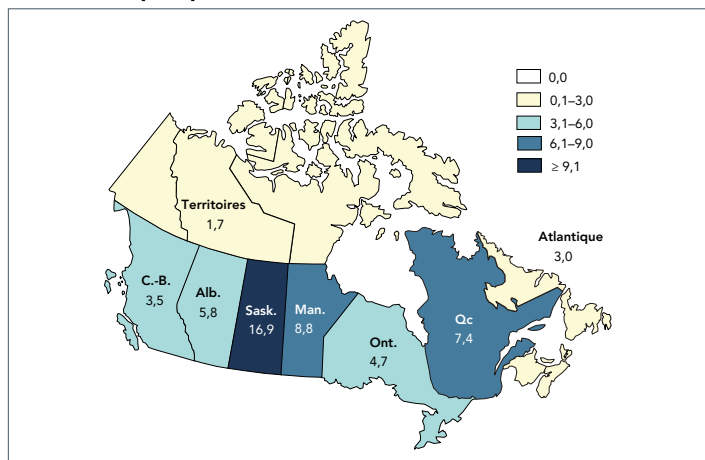 0,0
0,1–3,0
3,1–6,0
6,1–9,0
≥ 9,1
Territoires
1,7
Atlantique
3,0
C.-B.
3,5
Alb.
5,8
Sask.
16,9
Man.
8,8
Ont.
4,7
Qc
7,4